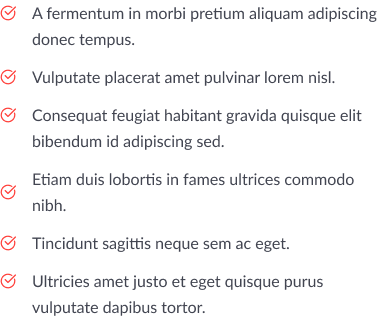 A fermentum in morbi pretium aliquam adipiscing
donec tempus.
Vulputate placerat amet pulvinar lorem nisl.
Consequat feugiat habitant gravida quisque elit
bibendum id adipiscing sed.
Etiam duis lobortis in fames ultrices commodo
nibh.
Tincidunt sagittis neque sem ac eget.
Ultricies amet justo et eget quisque purus
vulputate dapibus tortor.